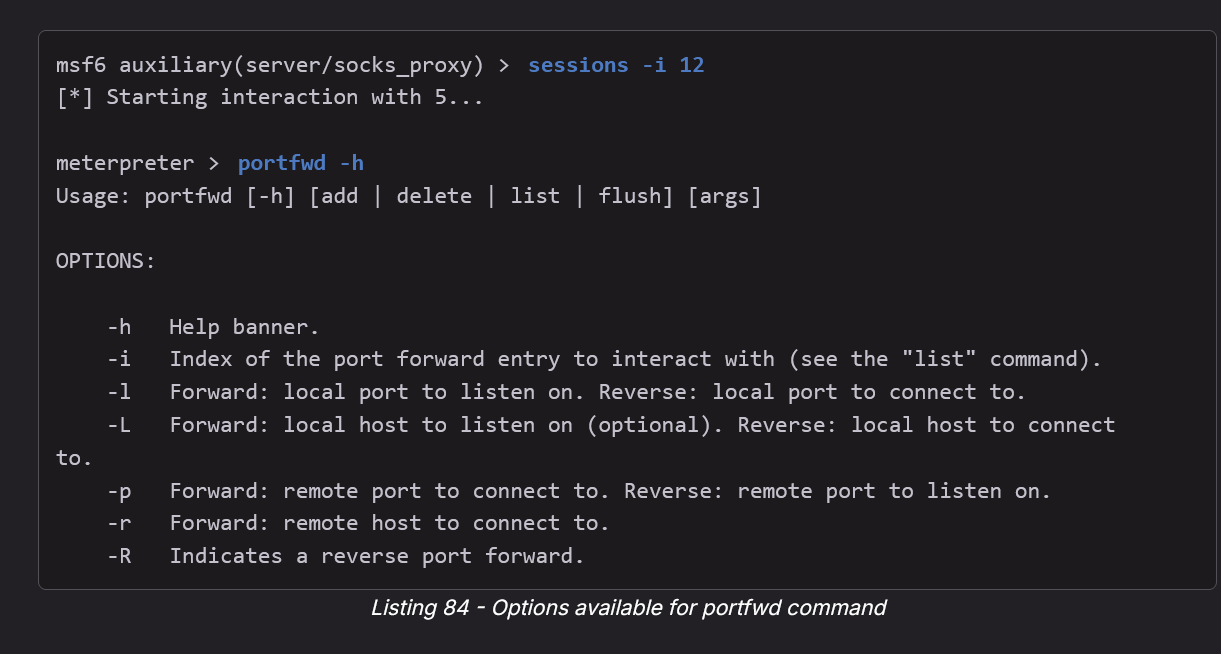 msf6 auxiliary(server/socks_proxy) > sessions -i 12
[*] Starting interaction with 5...
meterpreter > portfwd -h
Usage: portfwd [-h] [add | delete | list | flush] [args]
OPTIONS:
-h Help banner.
-i Index of the port forward entry to interact with (see the "list" command).
-l Forward: local port to listen on. Reverse: local port to connect to.
-L Forward: local host to listen on (optional). Reverse: local host to connect
to.
-p Forward: remote port to connect to. Reverse: remote port to listen on.
-r Forward: remote host to connect to.
-R Indicates a reverse port forward.
Listing 84 - Options available for portfwd command